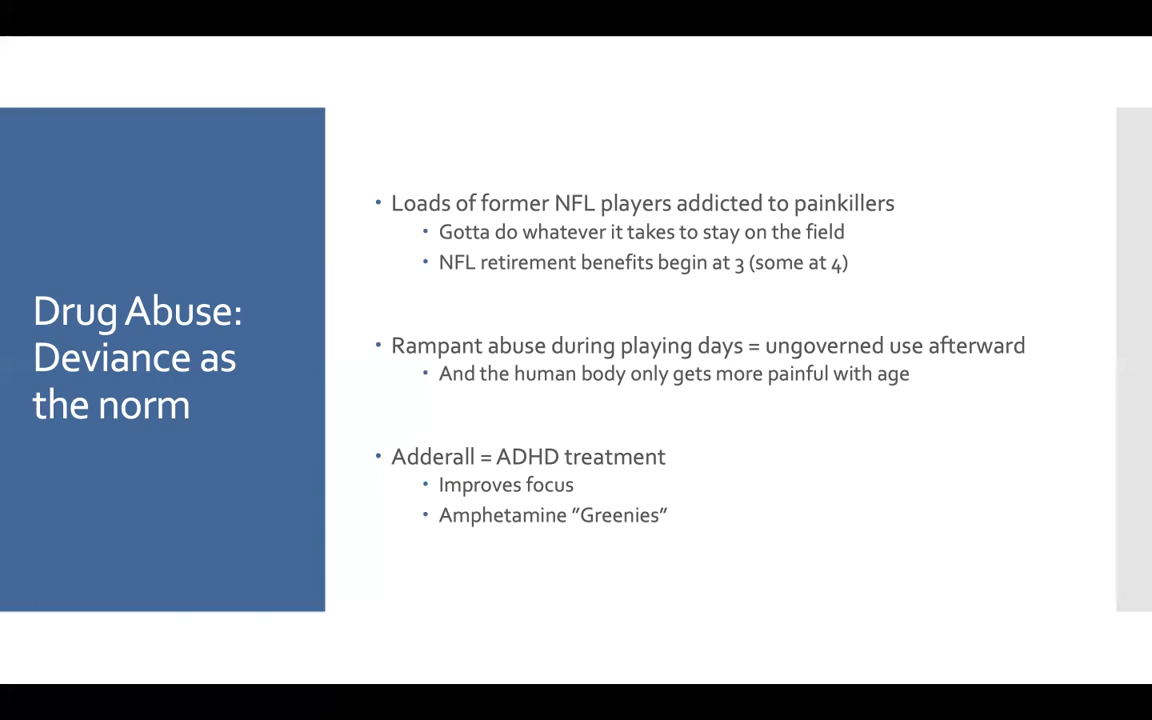 Drug Abuse:
Deviance as
the norm
• Loads of former NFL players addicted to painkillers
• Gotta do whatever it takes to stay on the field
• NFL retirement benefits begin at 3 (some at 4)
• Rampant abuse during playing days = ungoverned use afterward
• And the human body only gets more painful with age
• Adderall = ADHD treatment
• Improves focus
• Amphetamine ”Greenies”